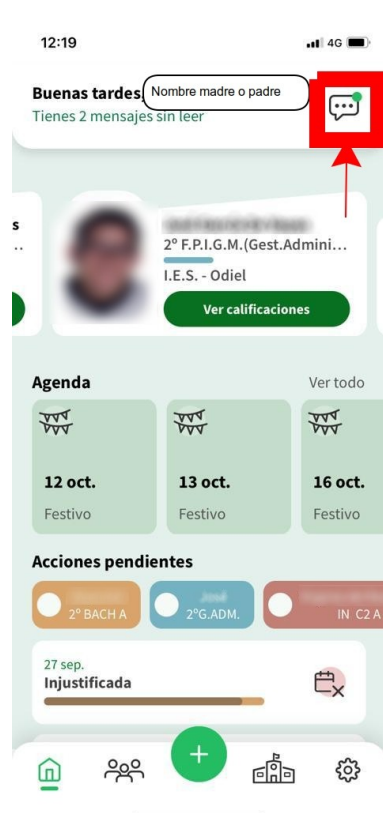 12:19
4G
Buenas tardes,
Nombre madre o padre
Tienes 2 mensajes sin leer
s
..
2º F.P.I.G.M.(Gest.Admini...
I.E.S. - Odiel
Ver calificaciones
Agenda
Ver todo
12 oct.
13 oct.
16 oct.
Festivo
Festivo
Festivo
Acciones pendientes
2º BACH A
2ºG.ADM.
IN C2 A
27 sep.
Injustificada